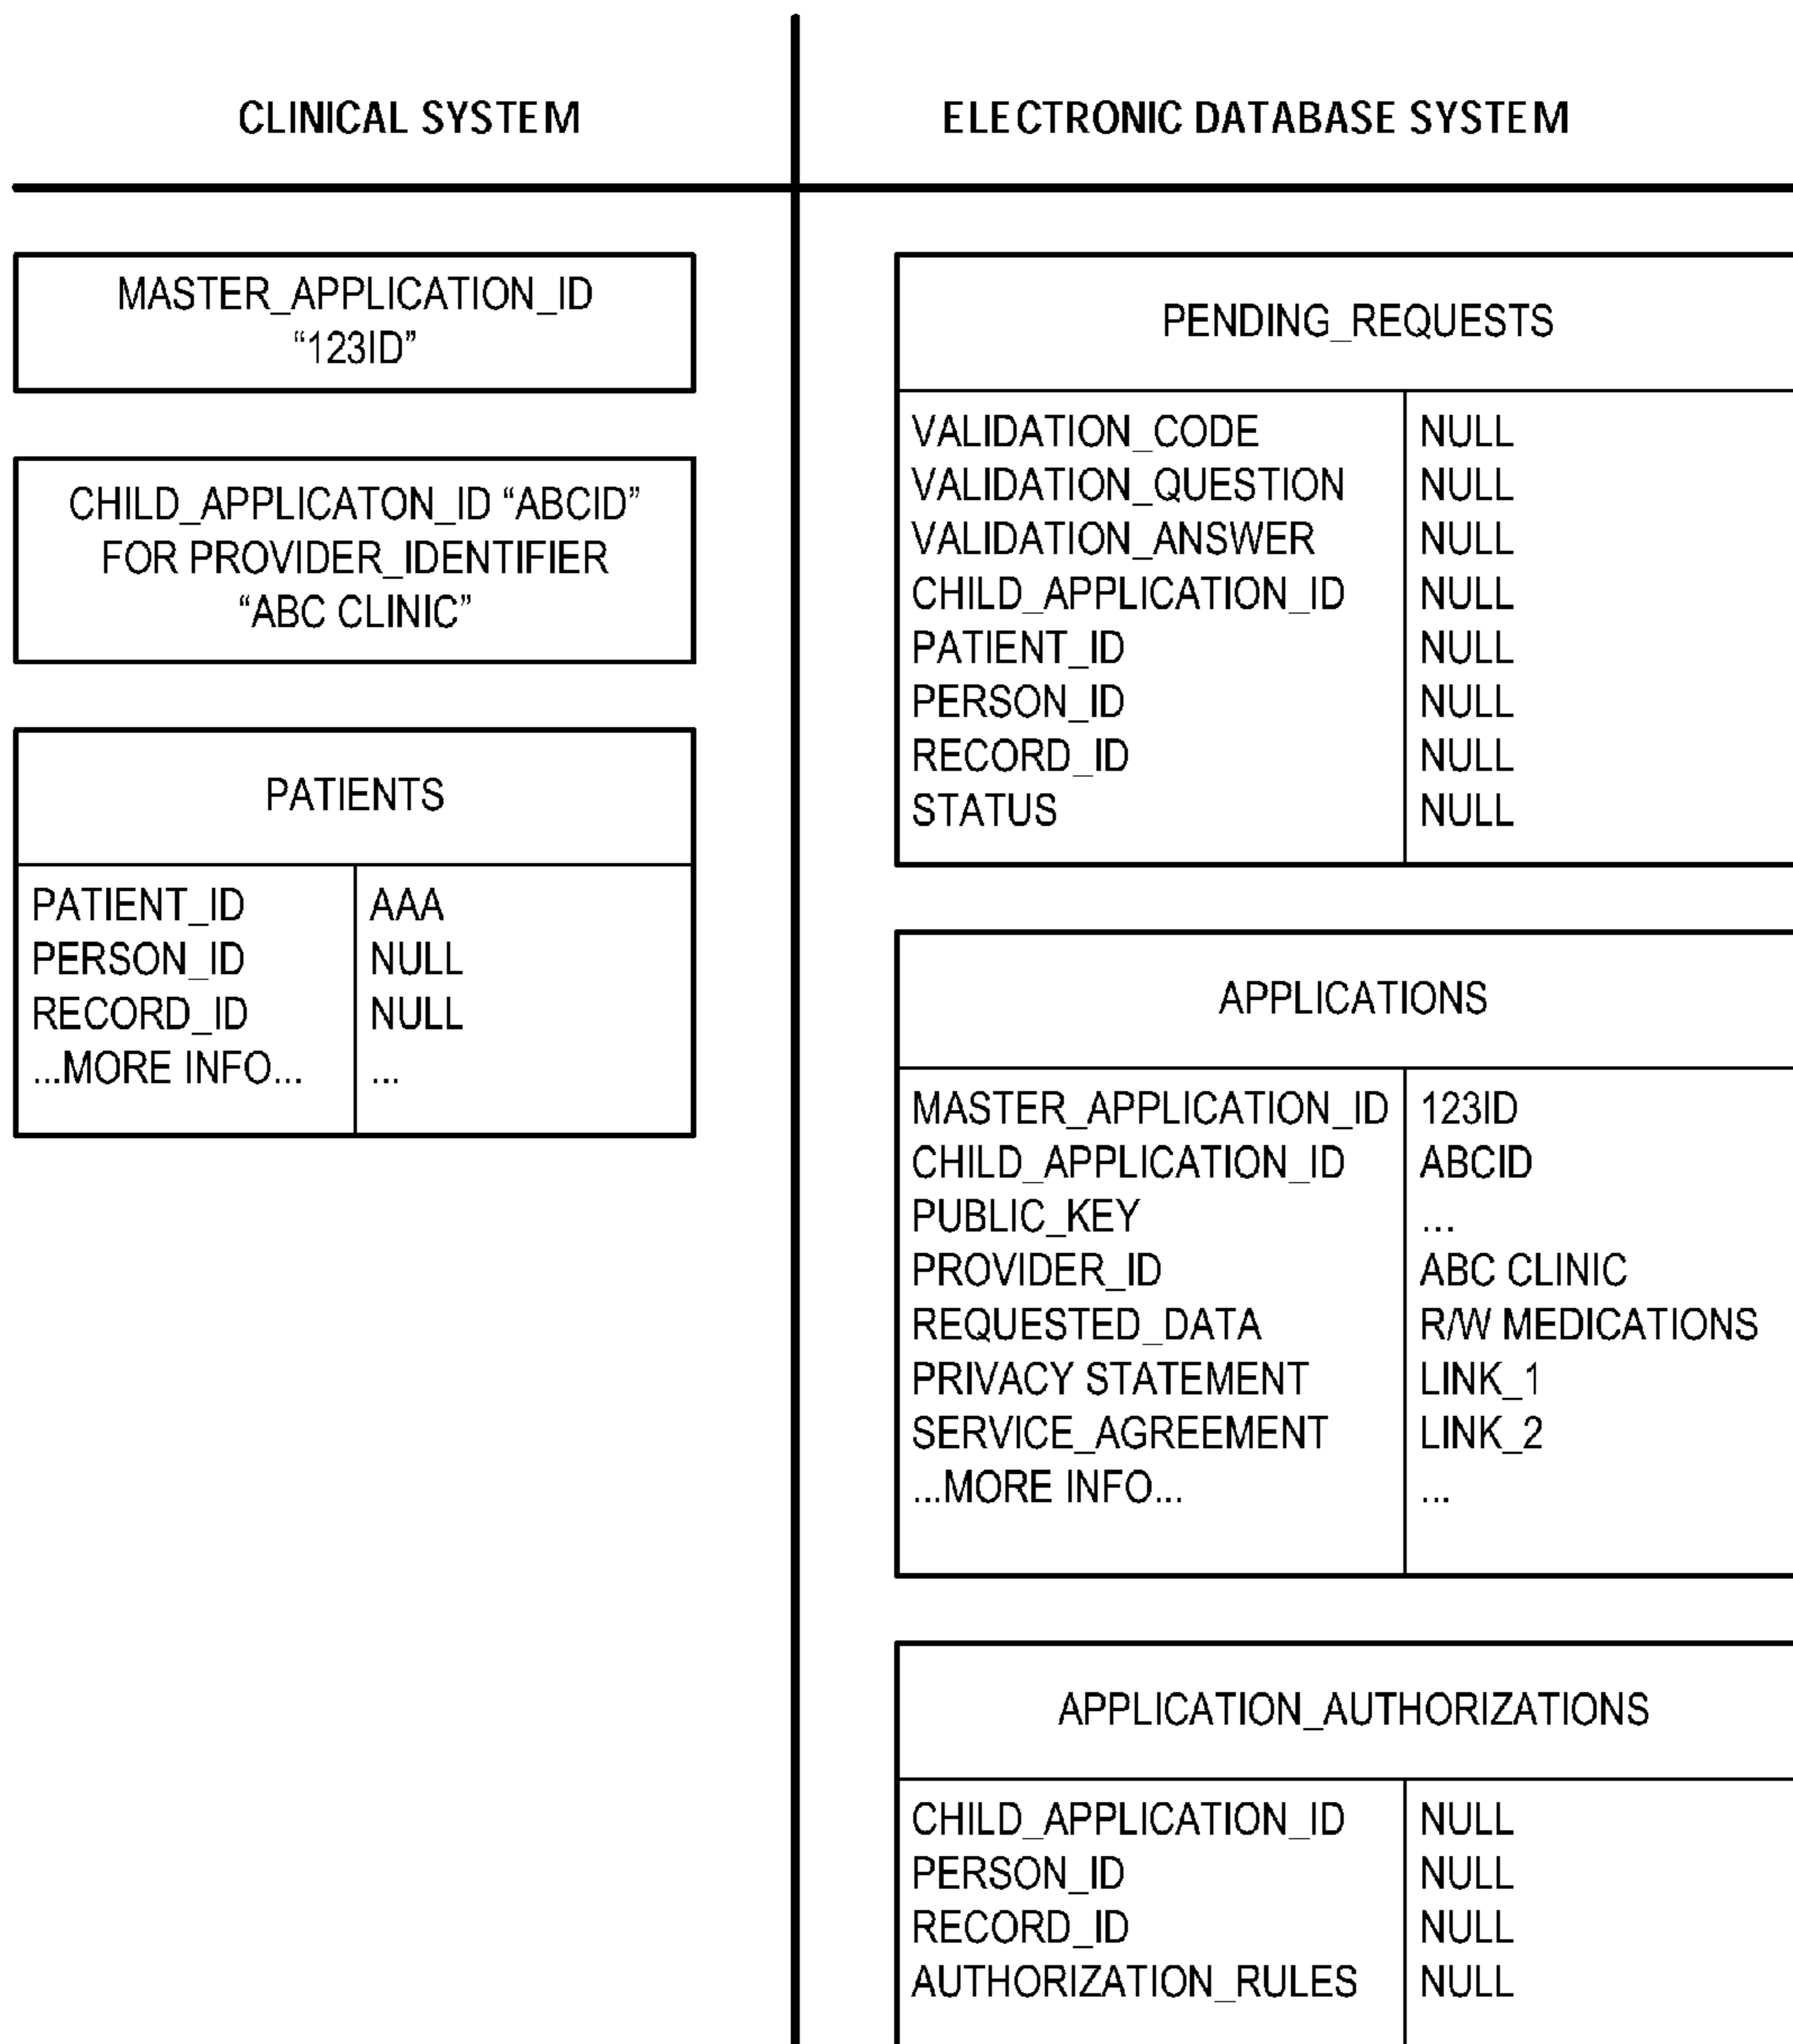 CLINICAL SYSTEM
ELECTRONIC DATABASE SYSTEM
MASTER_APPLICATION_ID
“123ID”
CHILD_APPLICATON_ID “ABCID”
FOR PROVIDER_IDENTIFIER
“ABC CLINIC”
PATIENTS
PATIENT_ID AAA
PERSON_ID NULL
RECORD_ID NULL
...MORE INFO... ...
PENDING_REQUESTS
VALIDATION_CODE NULL
VALIDATION_QUESTION NULL
VALIDATION_ANSWER NULL
CHILD_APPLICATION_ID NULL
PATIENT_ID NULL
PERSON_ID NULL
RECORD_ID NULL
STATUS NULL
APPLICATIONS
MASTER_APPLICATION_ID 123ID
CHILD_APPLICATION_ID ABCID
PUBLIC_KEY ...
PROVIDER_ID ABC CLINIC
REQUESTED_DATA R/W MEDICATIONS
PRIVACY STATEMENT LINK_1
SERVICE_AGREEMENT LINK_2
...MORE INFO... ...
APPLICATION_AUTHORIZATIONS
CHILD_APPLICATION_ID NULL
PERSON_ID NULL
RECORD_ID NULL
AUTHORIZATION_RULES NULL